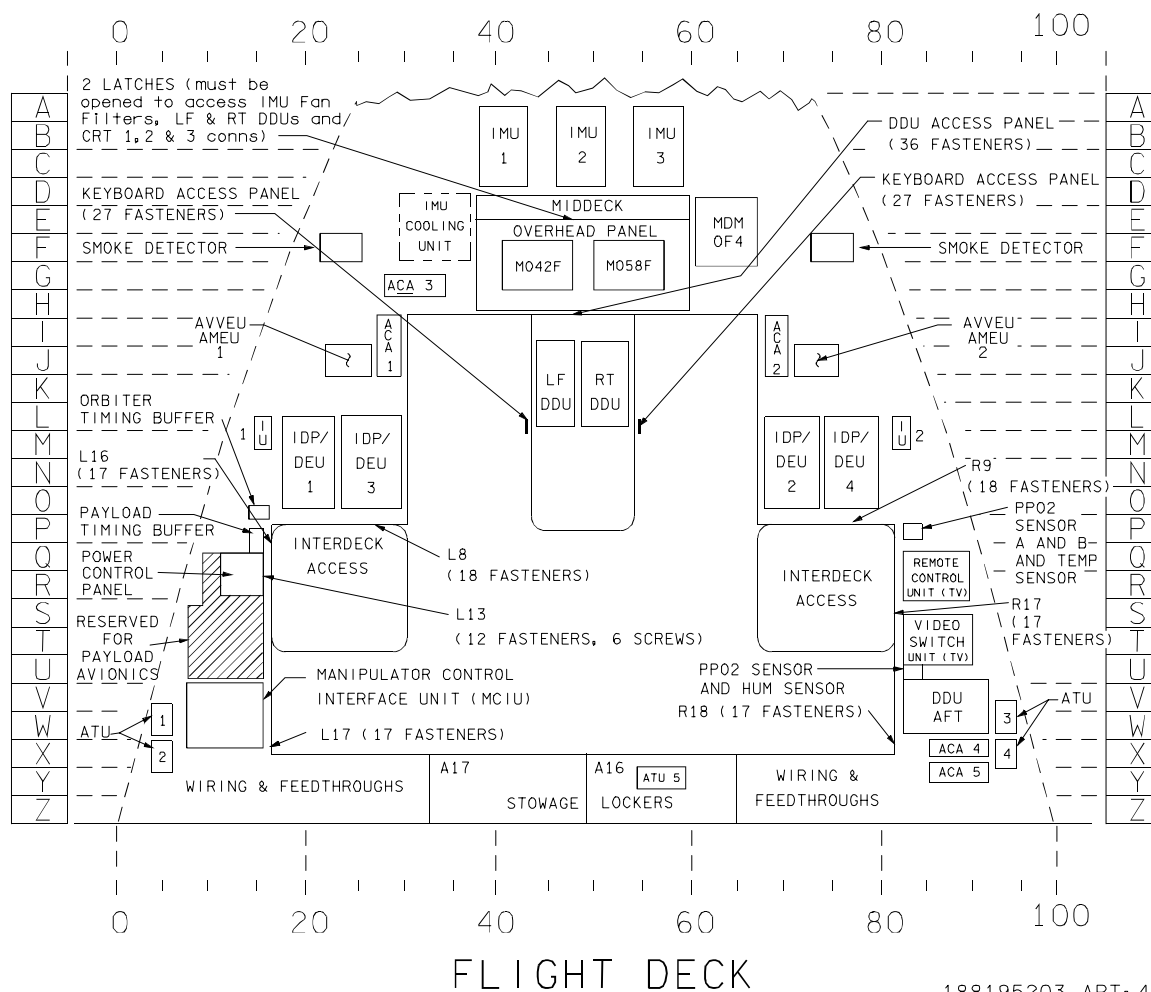 0 20 40 60 80 100
2 LATCHES (must be
opened to access IMU Fan
Filters, LF & RT DDUs and
CRT 1,2 & 3 conns)
KEYBOARD ACCESS PANEL
(27 FASTENERS)
SMOKE DETECTOR
AVVEU
AMEU
1
ORBITER
TIMING BUFFER
L16
(17 FASTENERS)
PAYLOAD
TIMING BUFFER
POWER
CONTROL
PANEL
RESERVED
FOR
PAYLOAD
AVIONICS
ATU
1
2
A
B
C
D
E
F
G
H
I
J
K
L
M
N
O
P
Q
R
S
T
U
V
W
X
Y
Z
IMU
1
IMU
2
IMU
3
IMU
COOLING
UNIT
MIDDECK
OVERHEAD PANEL
MO42F
MO58F
MDM
OF4
ACA 3
ACA 1
ACA 2
LF
DDU
RT
DDU
1
IU
IDP/
DEU
1
IDP/
DEU
3
IDP/
DEU
2
IDP/
DEU
4
IU
2
INTERDECK
ACCESS
L8
(18 FASTENERS)
L13
(12 FASTENERS, 6 SCREWS)
INTERDECK
ACCESS
MANIPULATOR CONTROL
INTERFACE UNIT (MCIU)
L17 (17 FASTENERS)
PPO2 SENSOR
AND HUM SENSOR
R18 (17 FASTENERS)
WIRING & FEEDTHROUGHS
A17
STOWAGE
A16
ATU 5
LOCKERS
WIRING &
FEEDTHROUGHS
DDU ACCESS PANEL
(36 FASTENERS)
KEYBOARD ACCESS PANEL
(27 FASTENERS)
SMOKE DETECTOR
AVVEU
AMEU
2
R9
(18 FASTENERS)
PPO2
SENSOR
A AND B
AND TEMP
SENSOR
REMOTE
CONTROL
UNIT (TV)
R17
(17
FASTENERS)
VIDEO
SWITCH
UNIT (TV)
DDU
AFT
ATU
3
4
ACA 4
ACA 5
A
B
C
D
E
F
G
H
I
J
K
L
M
N
O
P
Q
R
S
T
U
V
W
X
Y
Z
0 20 40 60 80 100
FLIGHT DECK